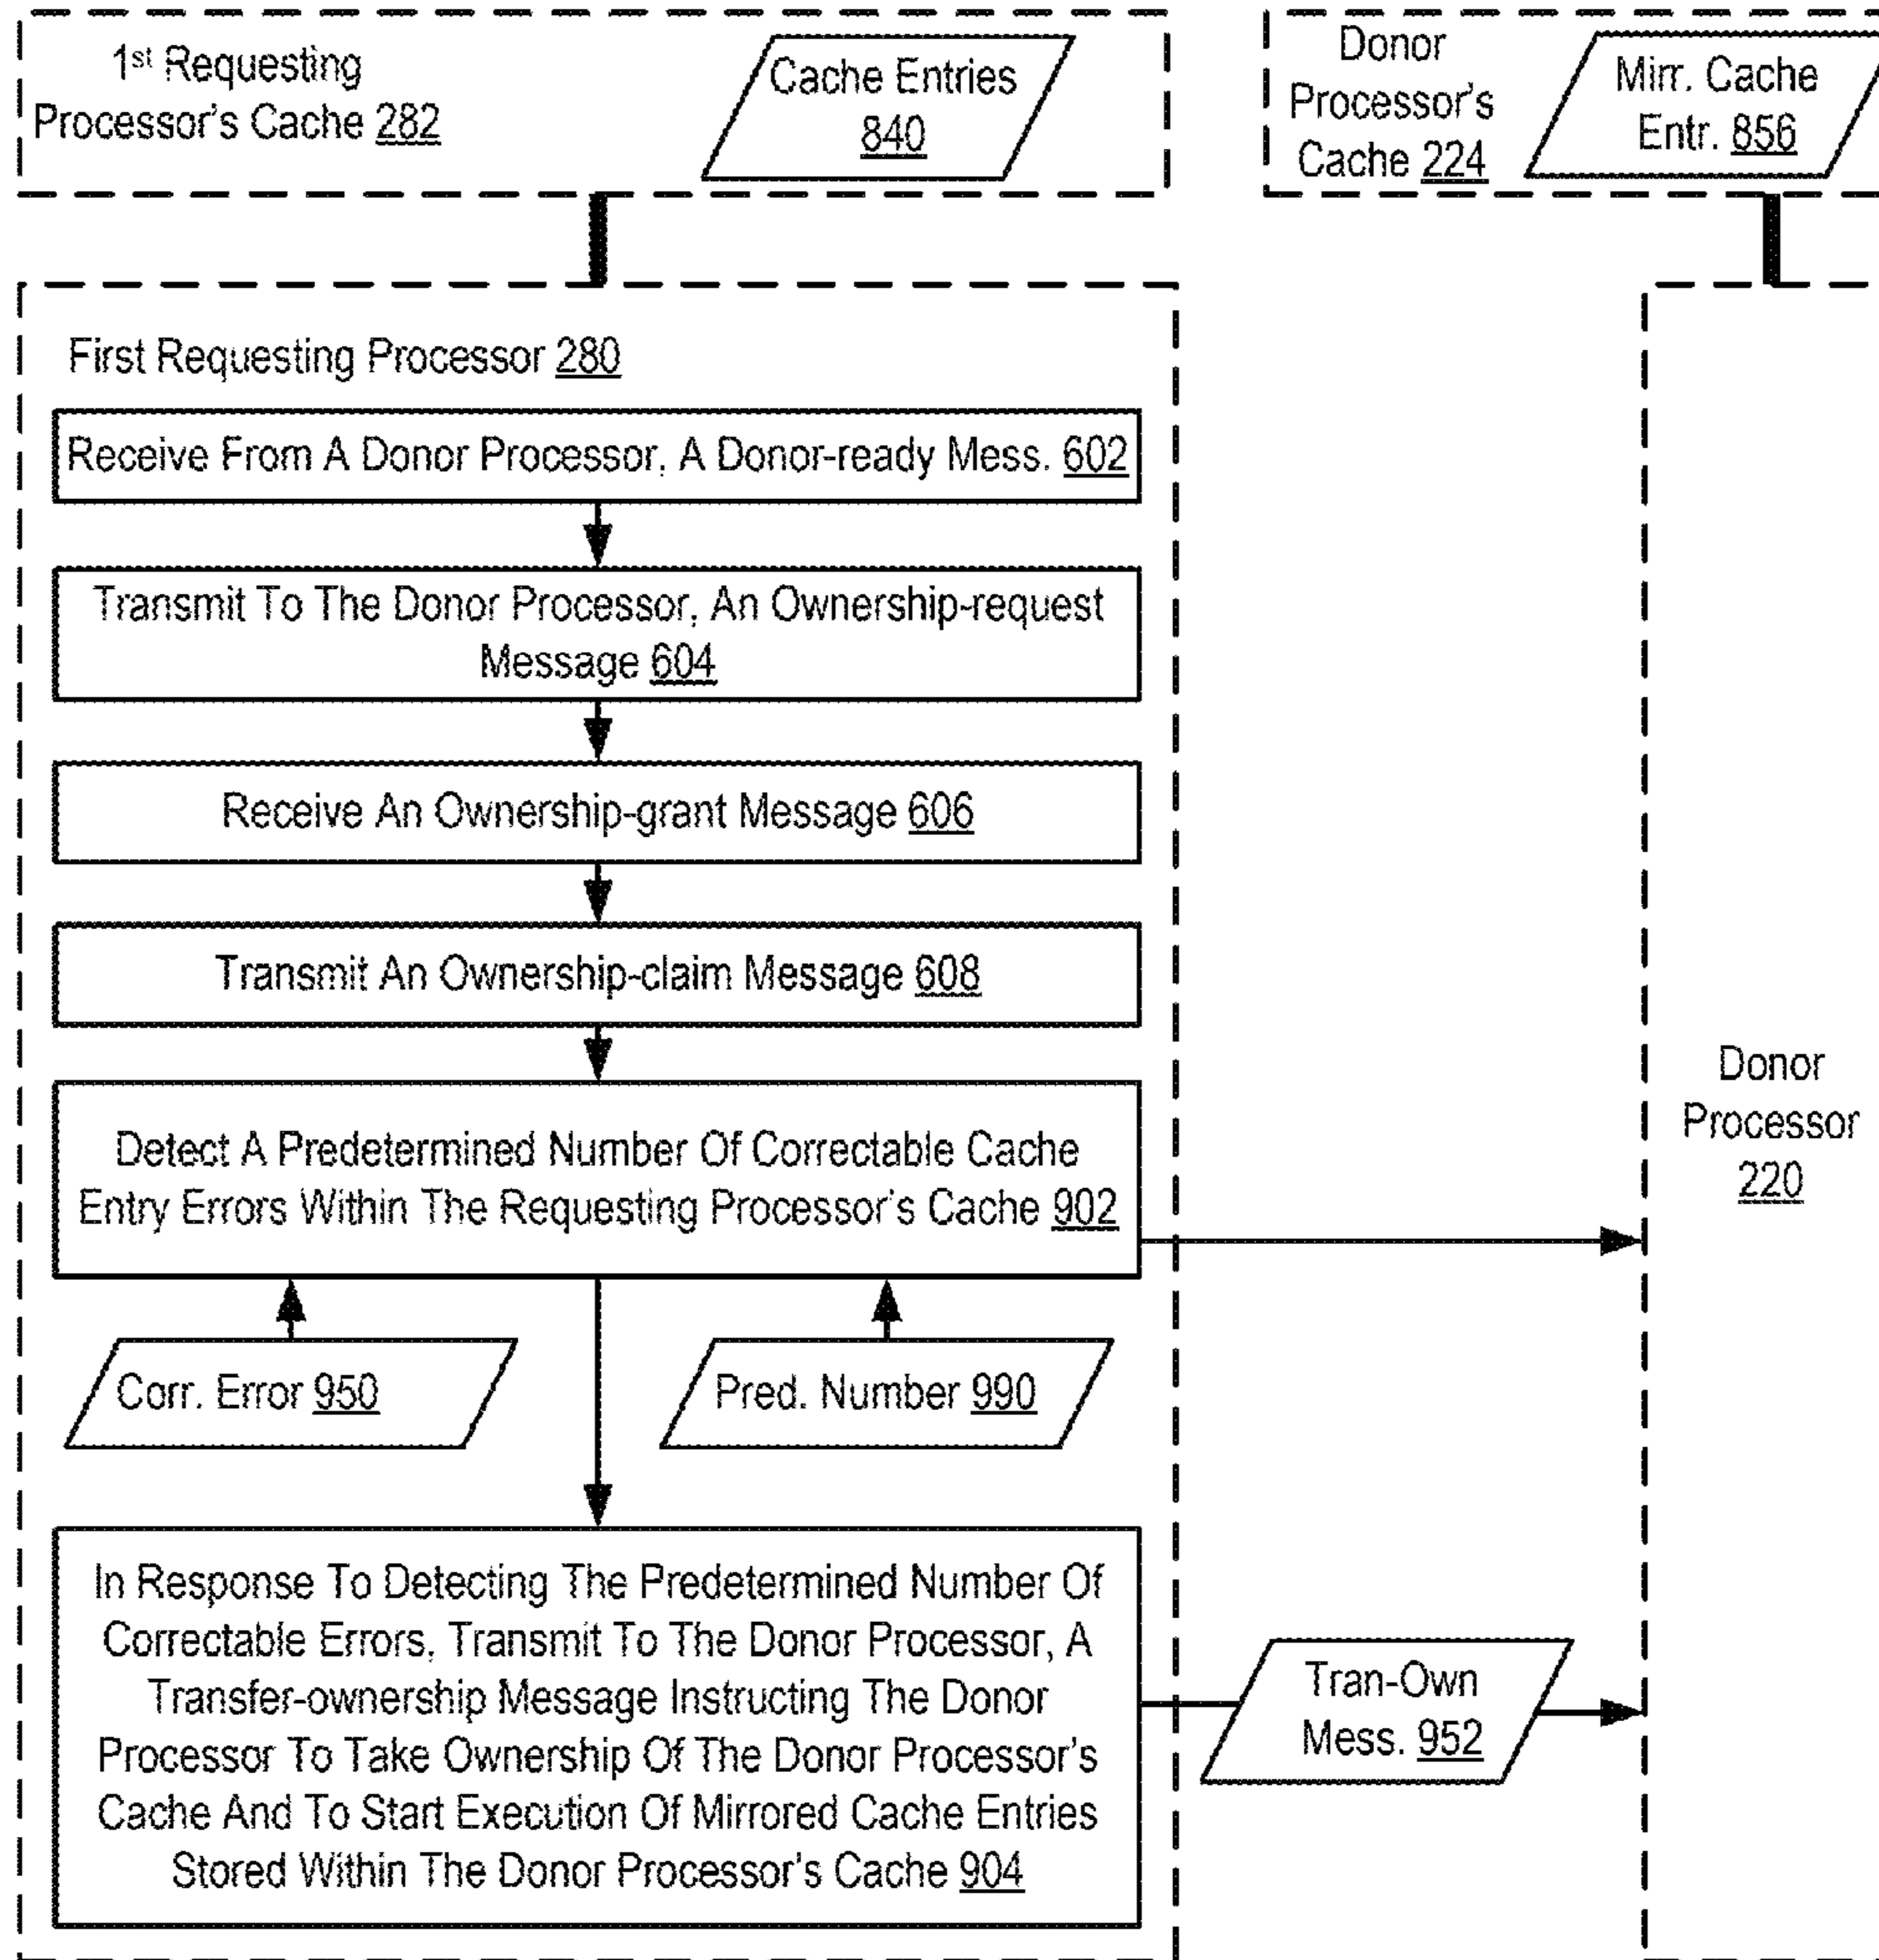 1st Requesting
Processor's Cache 282
Cache Entries
840
Donor
Processor's
Cache 224
Mirr. Cache
Entr. 856
First Requesting Processor 280
Receive From A Donor Processor, A Donor-ready Mess. 602
Transmit To The Donor Processor, An Ownership-request
Message 604
Receive An Ownership-grant Message 606
Transmit An Ownership-claim Message 608
Detect A Predetermined Number Of Correctable Cache
Entry Errors Within The Requesting Processor's Cache 902
Donor
Processor
220
Corr. Error 950
Pred. Number 990
In Response To Detecting The Predetermined Number Of
Correctable Errors, Transmit To The Donor Processor, A
Transfer-ownership Message Instructing The Donor
Processor To Take Ownership Of The Donor Processor's
Cache And To Start Execution Of Mirrored Cache Entries
Stored Within The Donor Processor's Cache 904
Tran-Own
Mess. 952